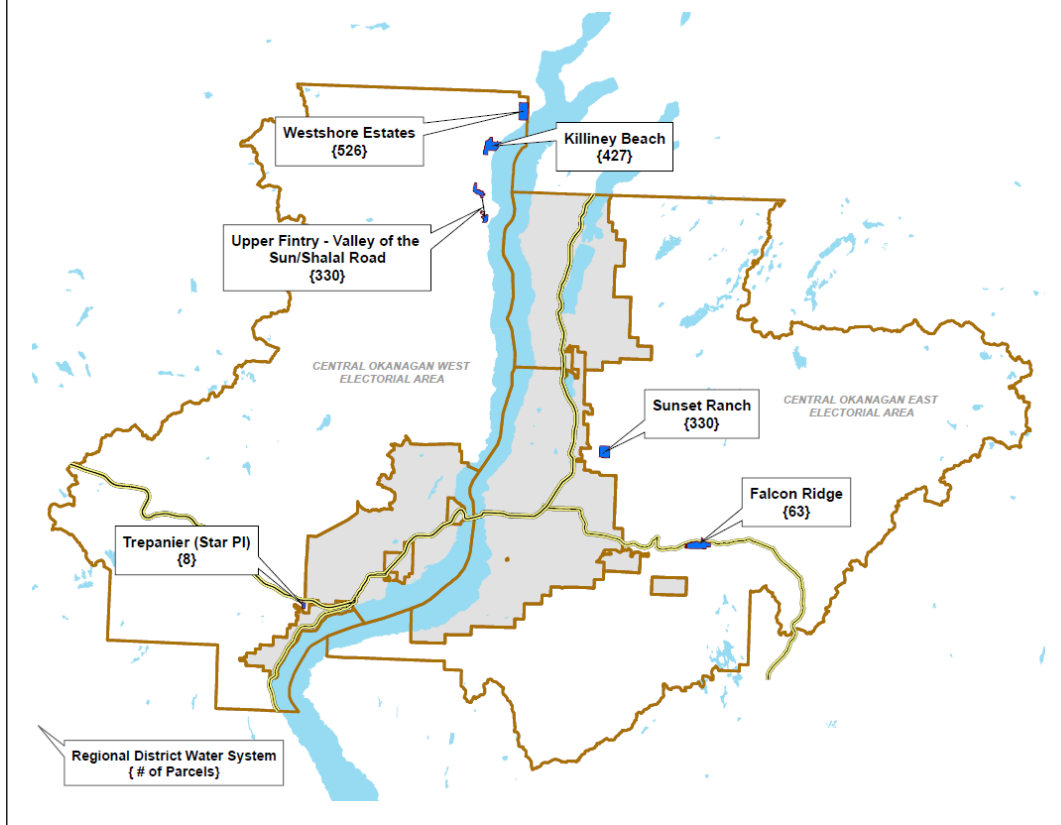 Westshore Estates
{526}
Killiney Beach
{427}
Upper Fintry - Valley of the
Sun/Shalal Road
{330}
CENTRAL OKANAGAN WEST
ELECTORIAL AREA
CENTRAL OKANAGAN EAST
ELECTORIAL AREA
Sunset Ranch
{330}
Falcon Ridge
{63}
Trepanier (Star Pl)
{8}
Regional District Water System
{ # of Parcels}